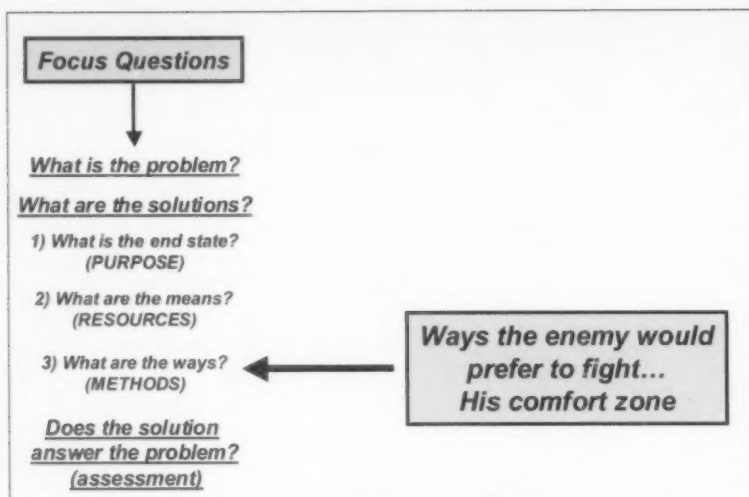 Focus Questions
What is the problem?
What are the solutions?
1) What is the end state?
(PURPOSE)
2) What are the means?
(RESOURCES)
3) What are the ways?
(METHODS)
Does the solution
answer the problem?
(assessment)
Ways the enemy would
prefer to fight...
His comfort zone